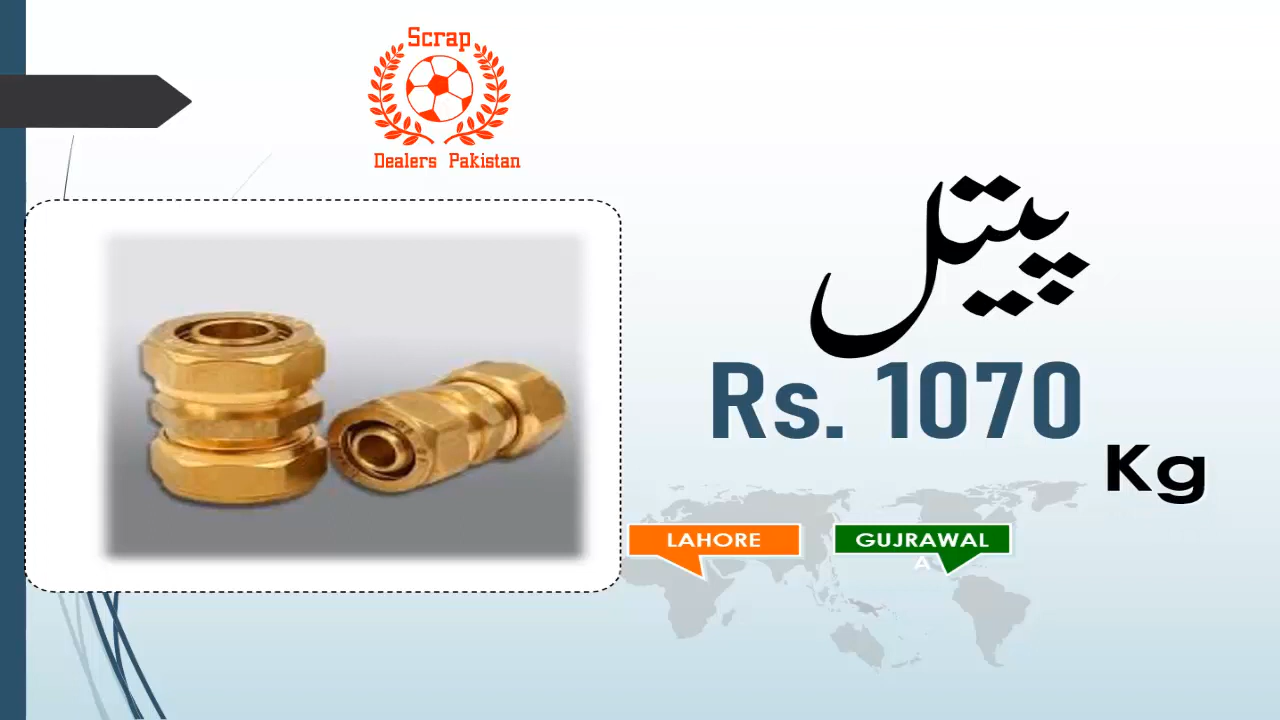 Scrap
Dealers Pakistan
پیتل
Rs. 1070
Kg
LAHORE
GUJRAWAL
A